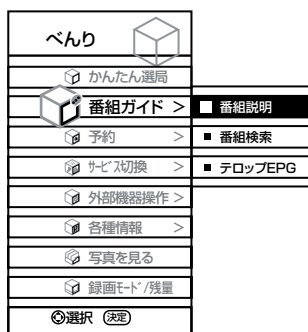 べんり
かんたん選局
番組ガイド >
番組説明
予約 >
番組検索
ｻｰﾋﾞｽ切換 >
テロップEPG
外部機器操作 >
各種情報 >
写真を見る
録画ﾓｰﾄﾞ/残量
選択 決定